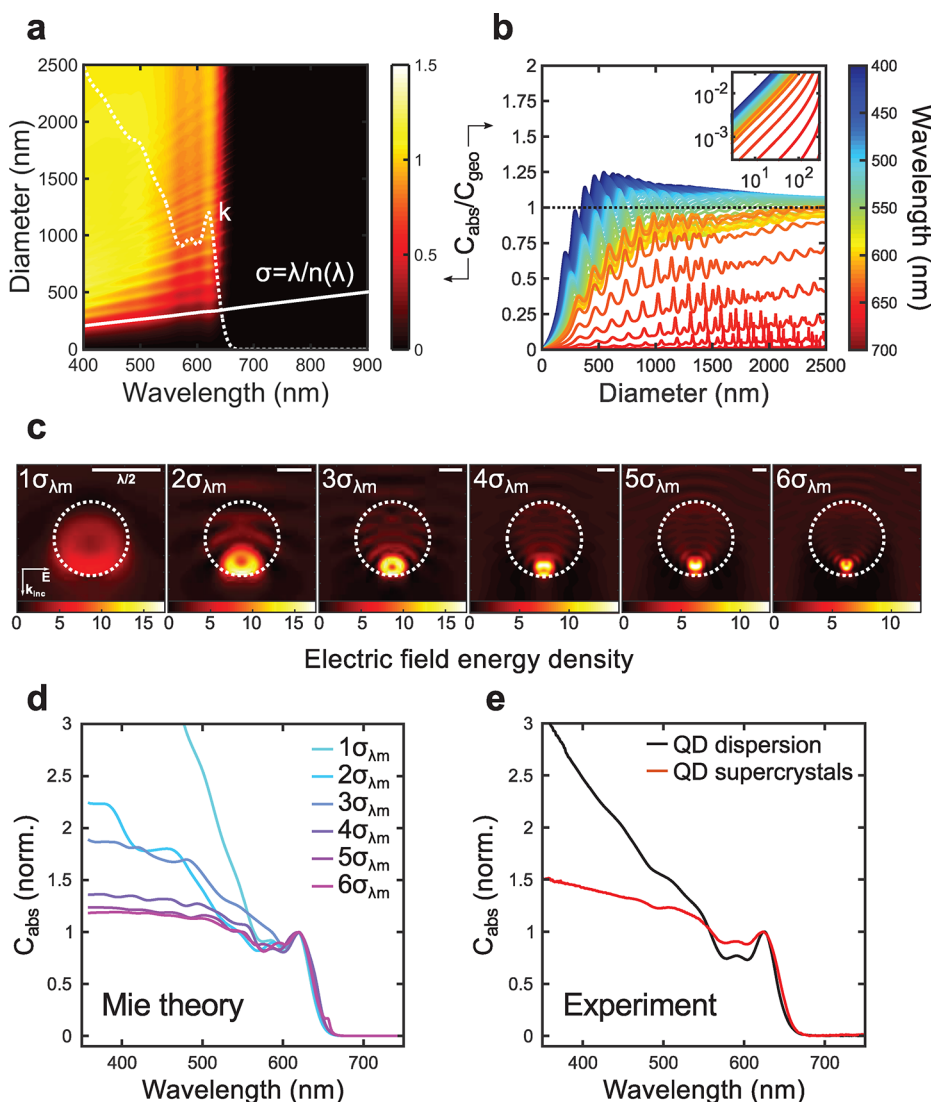 a
2500
2000
1500
1000
500
0
400 500 600 700 800 900
Diameter (nm)
Wavelength (nm)
k
σ=λ/n(λ)
1.5
1
0.5
0
C_abs/C_geo
b
2
1.75
1.5
1.25
1
0.75
0.5
0.25
0
0 500 1000 1500 2000 2500
Diameter (nm)
10^-2
10^-3
10^1 10^2
400
450
500
550
600
650
700
Wavelength (nm)
c
1σ_λm 2σ_λm 3σ_λm 4σ_λm 5σ_λm 6σ_λm
λ/2
E
k_inc
0 5 10 15 0 5 10 15 0 5 10 15 0 5 10 0 5 10 0 5 10
Electric field energy density
d
3
2.5
2
1.5
1
0.5
0
400 500 600 700
C_abs (norm.)
Wavelength (nm)
1σ_λm
2σ_λm
3σ_λm
4σ_λm
5σ_λm
6σ_λm
Mie theory
e
3
2.5
2
1.5
1
0.5
0
400 500 600 700
C_abs (norm.)
Wavelength (nm)
QD dispersion
QD supercrystals
Experiment